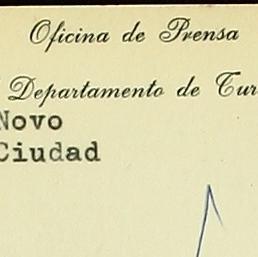 Oficina de Prensa
Departamento de Tur
Novo
Ciudad